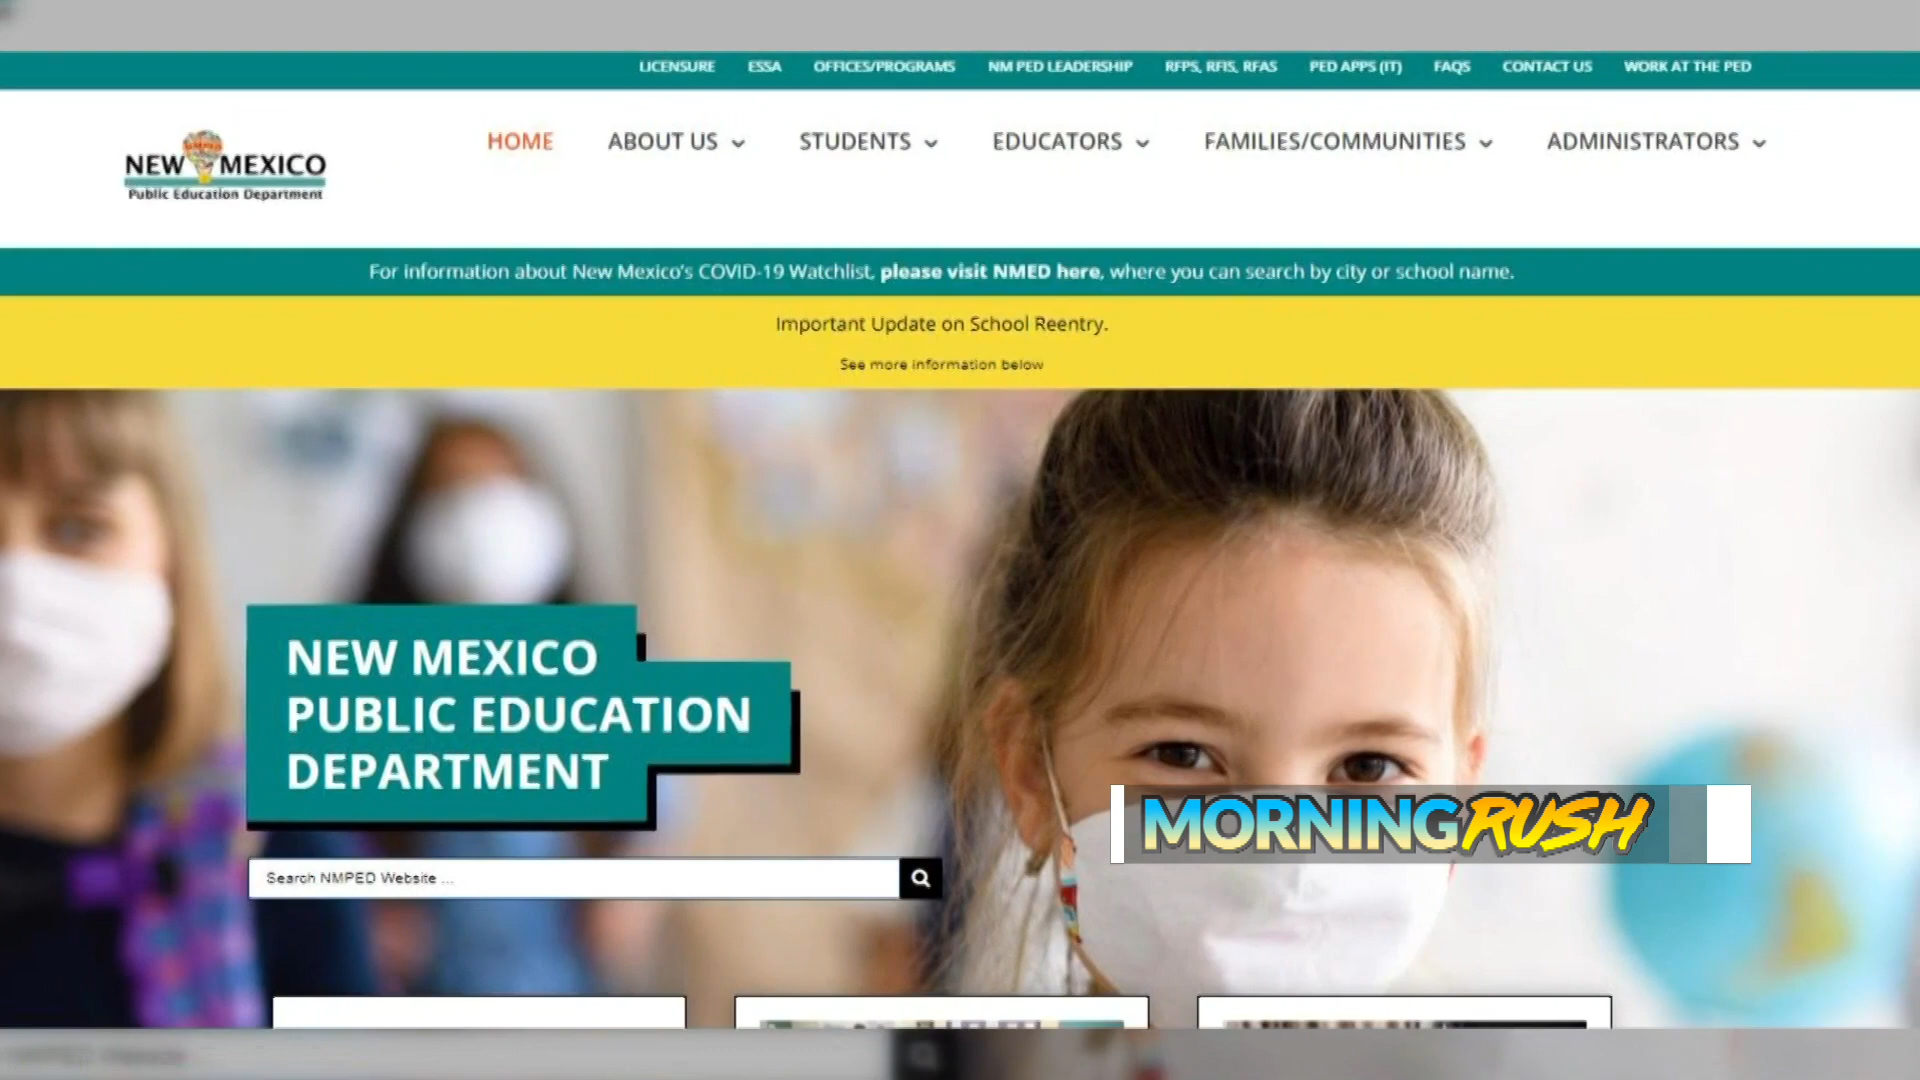 LICENSURE ESSA OFFICES/PROGRAMS NM PED LEADERSHIP RFPS, RFIS, RFAS PED APPS (IT) FAQS CONTACT US WORK AT THE PED
NEW MEXICO
Public Education Department
HOME ABOUT US STUDENTS EDUCATORS FAMILIES/COMMUNITIES ADMINISTRATORS
For information about New Mexico's COVID-19 Watchlist, please visit NMED here, where you can search by city or school name.
Important Update on School Reentry.
See more information below
NEW MEXICO
PUBLIC EDUCATION
DEPARTMENT
MORNING RUSH
Search NMPED Website ...